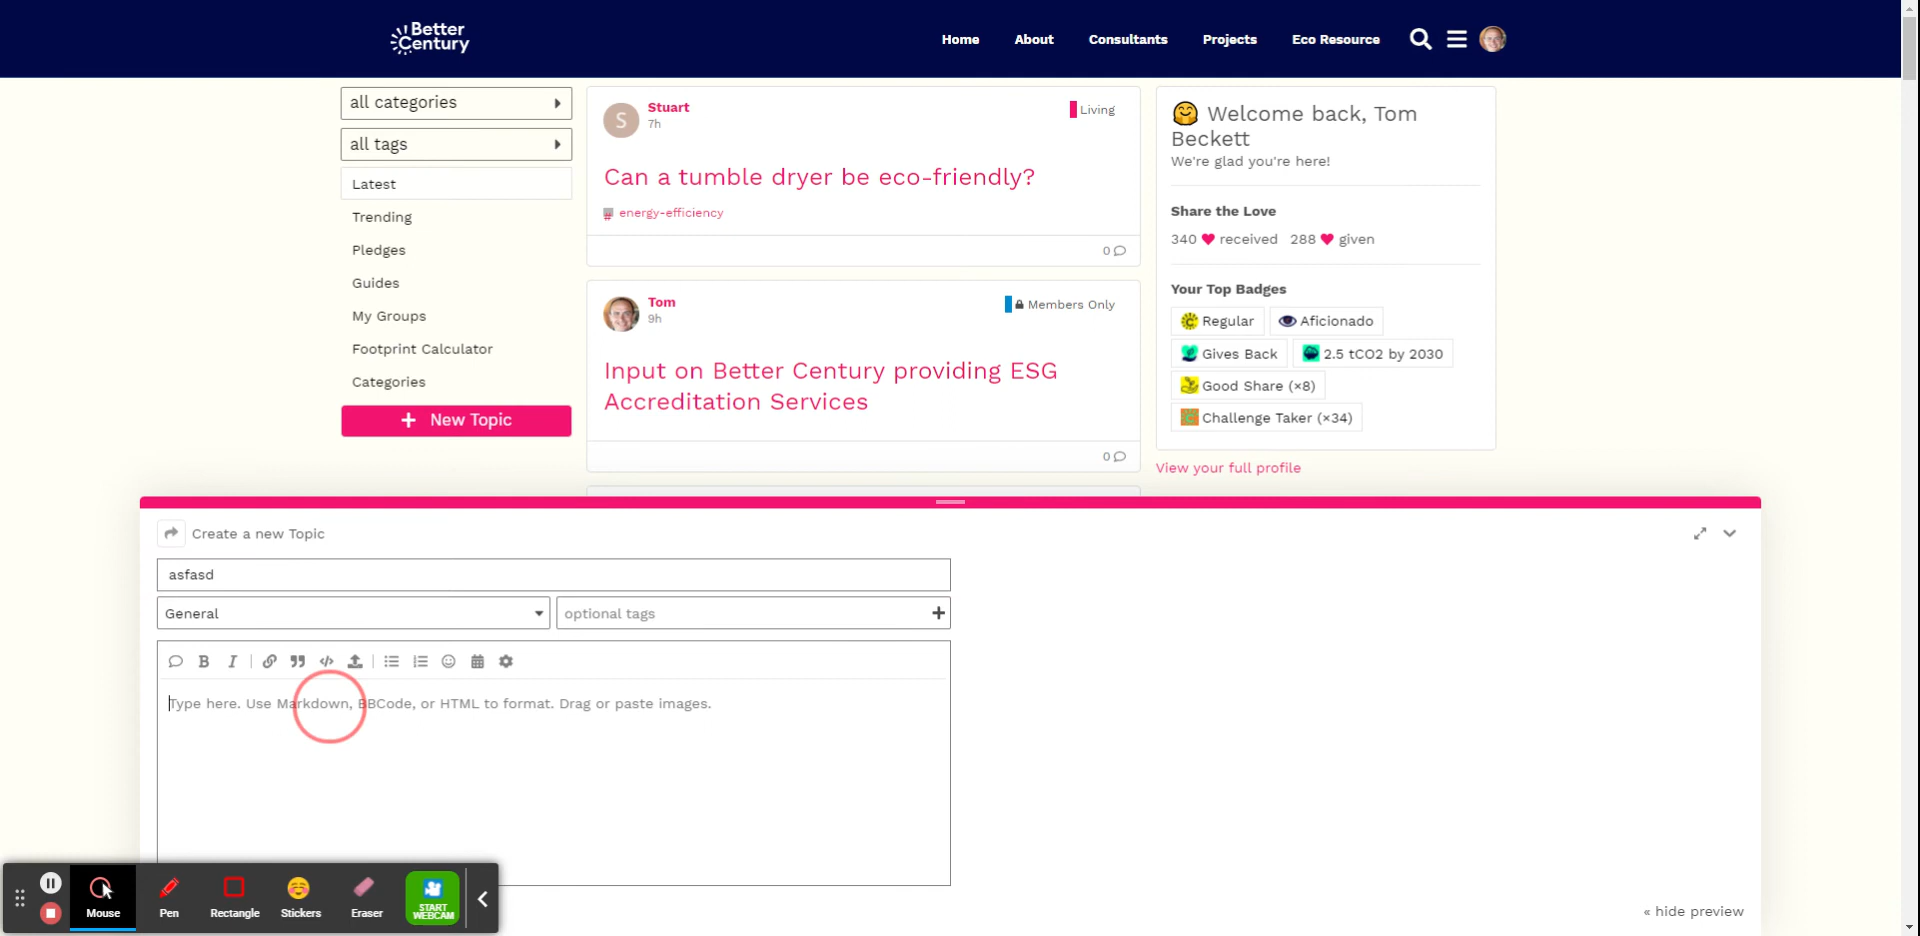 Better
Century
Home
About
Consultants
Projects
Eco Resource
all categories
all tags
Latest
Trending
Pledges
Guides
My Groups
Footprint Calculator
Categories
+ New Topic
S
Stuart
7h
Living
Can a tumble dryer be eco-friendly?
energy-efficiency
0
Tom
9h
Members Only
Input on Better Century providing ESG
Accreditation Services
0
Welcome back, Tom
Beckett
We're glad you're here!
Share the Love
340 received 288 given
Your Top Badges
Regular
Aficionado
Gives Back
2.5 tCO2 by 2030
Good Share (×8)
Challenge Taker (×34)
View your full profile
Create a new Topic
asfasd
General
optional tags
Type here. Use Markdown, BBCode, or HTML to format. Drag or paste images.
Mouse
Pen
Rectangle
Stickers
Eraser
START
WEBCAM
« hide preview